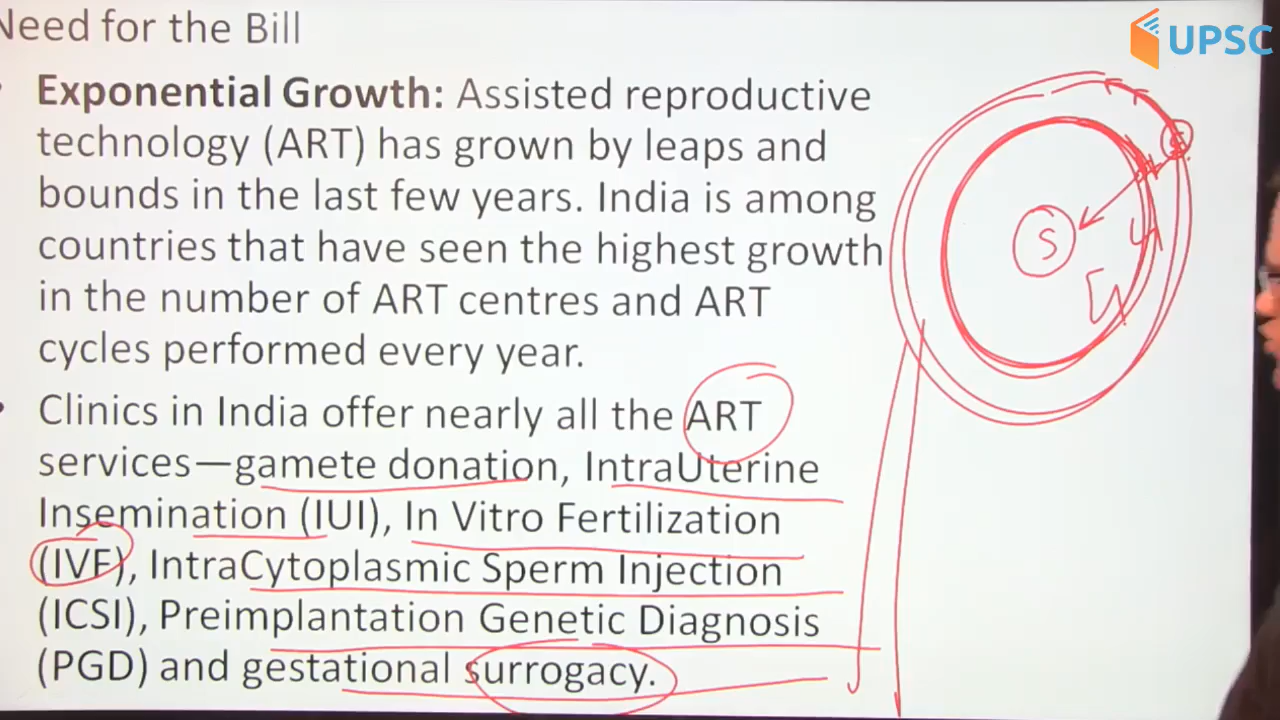 Need for the Bill
UPSC
Exponential Growth: Assisted reproductive
technology (ART) has grown by leaps and
bounds in the last few years. India is among
countries that have seen the highest growth
in the number of ART centres and ART
cycles performed every year.
S
Clinics in India offer nearly all the ART
services—gamete donation, IntraUterine
Insemination (IUI), In Vitro Fertilization
(IVF), IntraCytoplasmic Sperm Injection
(ICSI), Preimplantation Genetic Diagnosis
(PGD) and gestational surrogacy.